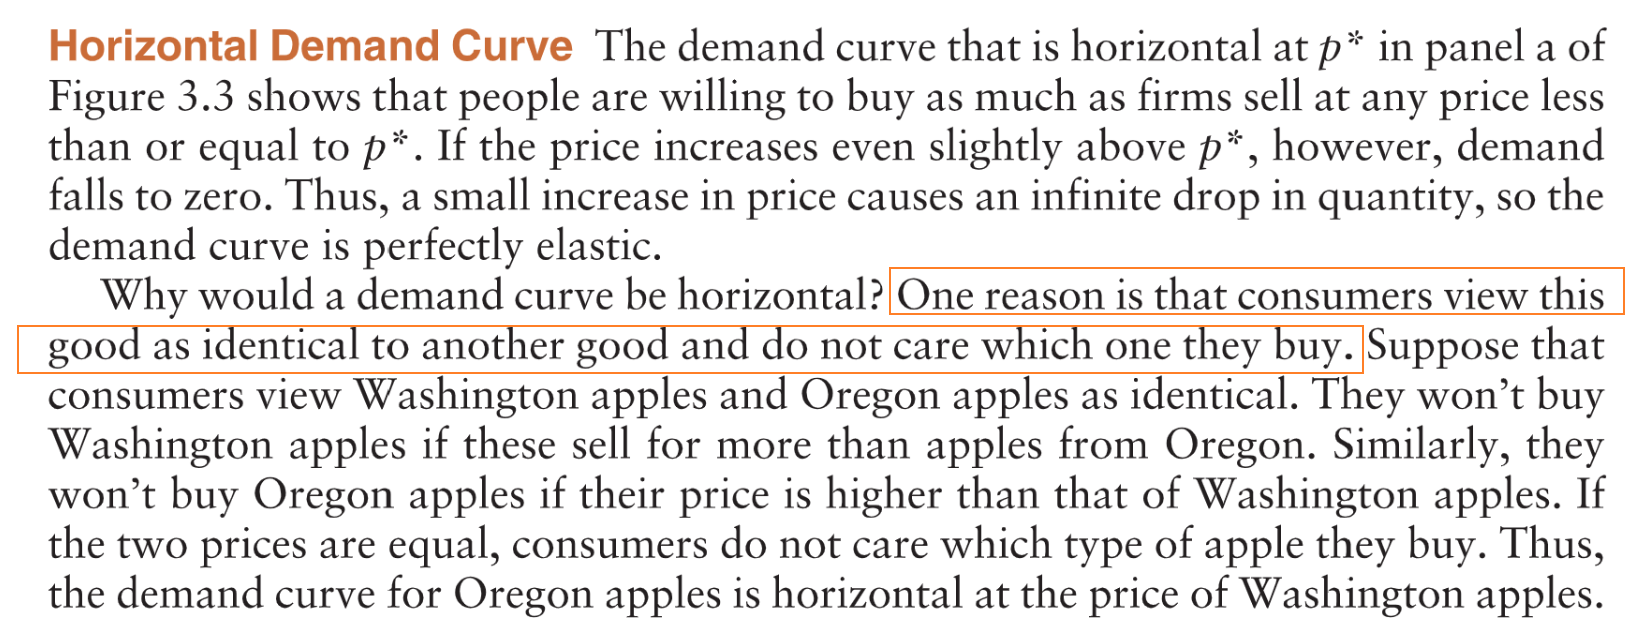 Horizontal Demand Curve The demand curve that is horizontal at p* in panel a of
Figure 3.3 shows that people are willing to buy as much as firms sell at any price less
than or equal to p*. If the price increases even slightly above p*, however, demand
falls to zero. Thus, a small increase in price causes an infinite drop in quantity, so the
demand curve is perfectly elastic.
Why would a demand curve be horizontal? One reason is that consumers view this
good as identical to another good and do not care which one they buy. Suppose that
consumers view Washington apples and Oregon apples as identical. They won’t buy
Washington apples if these sell for more than apples from Oregon. Similarly, they
won’t buy Oregon apples if their price is higher than that of Washington apples. If
the two prices are equal, consumers do not care which type of apple they buy. Thus,
the demand curve for Oregon apples is horizontal at the price of Washington apples.